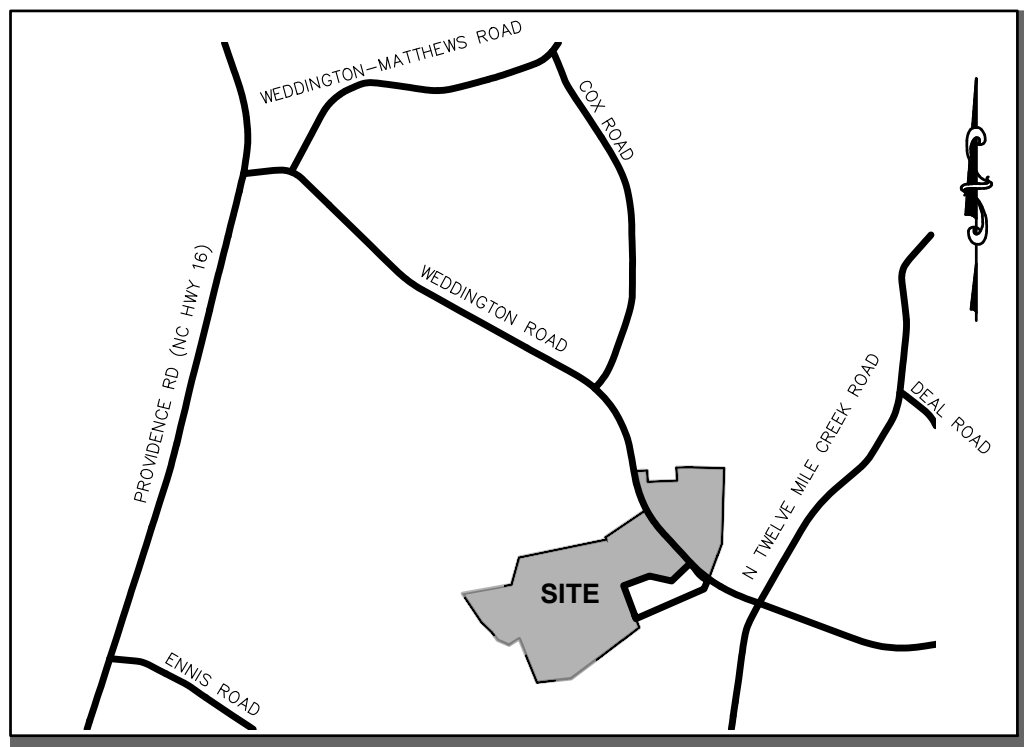 WEDDINGTON-MATTHEWS ROAD
COX ROAD
PROVIDENCE RD (NC HWY 16)
WEDDINGTON ROAD
N TWELVE MILE CREEK ROAD
DEAL ROAD
SITE
ENNIS ROAD